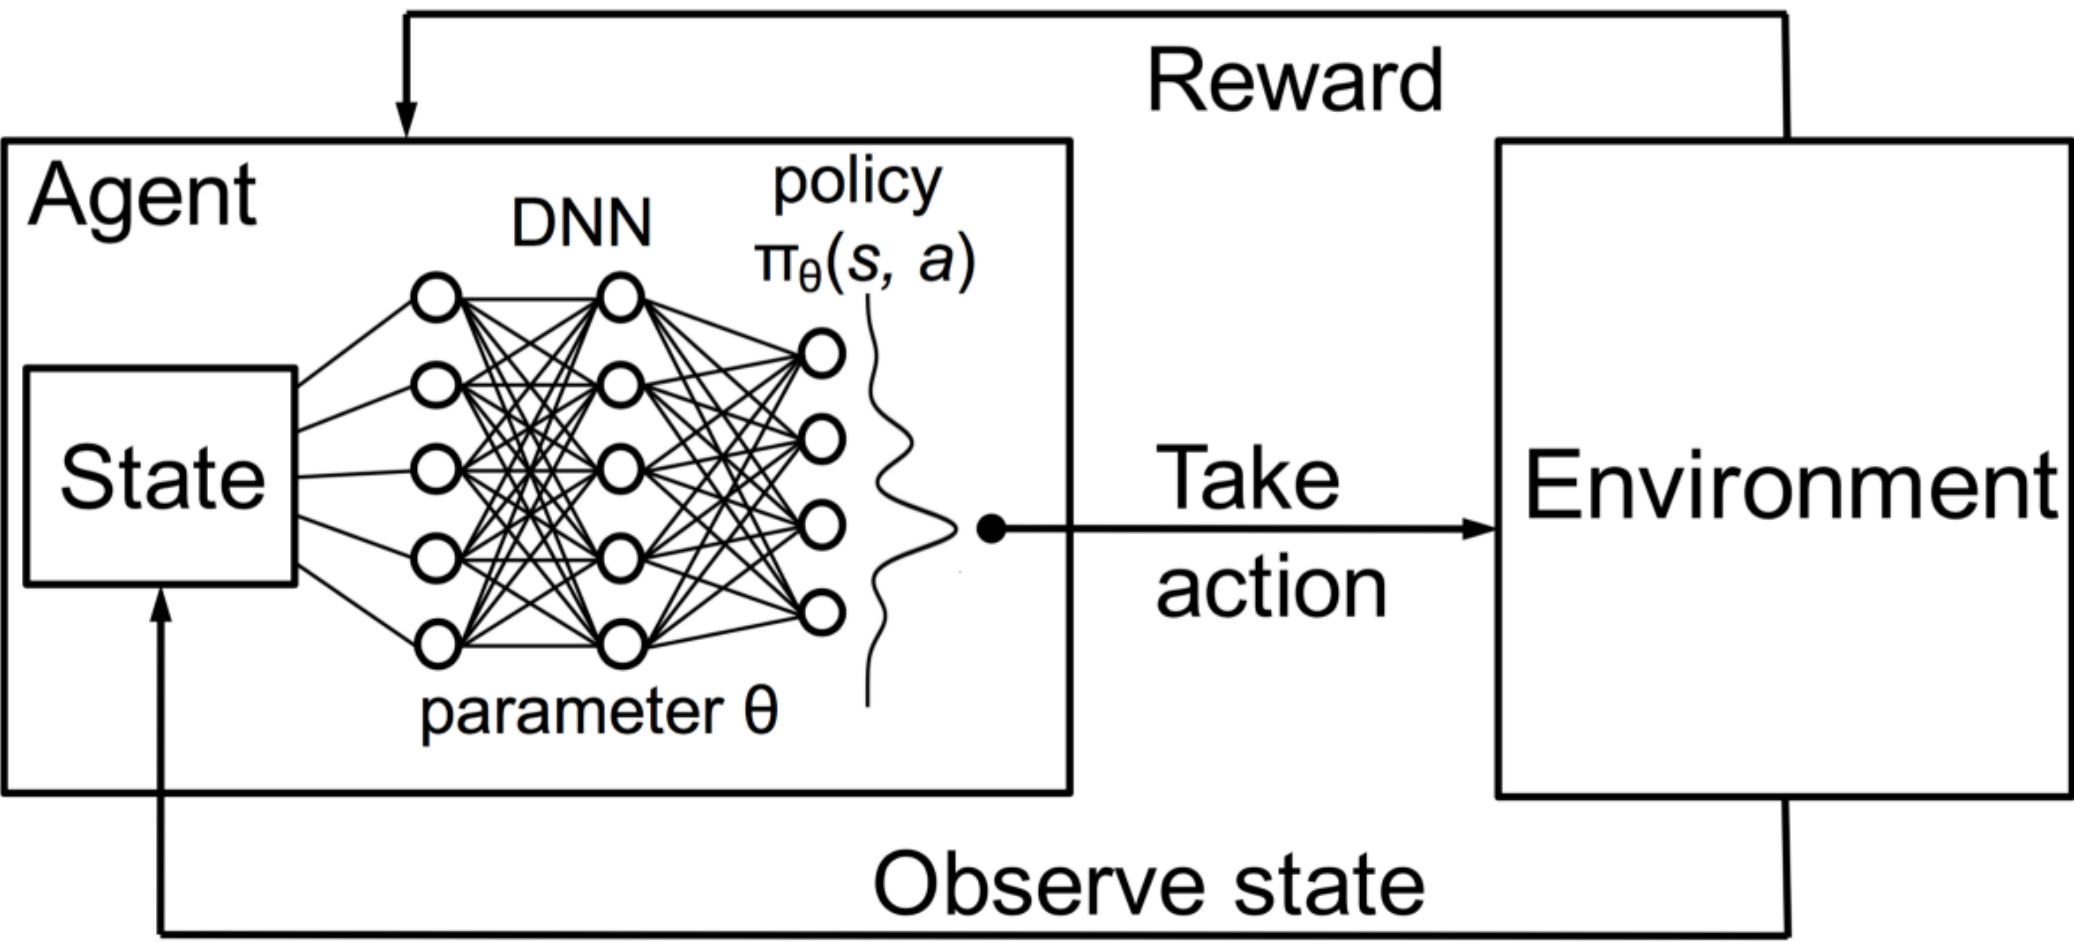 Reward
Agent
DNN
policy
πθ(s, a)
State
parameter θ
Take
action
Environment
Observe state